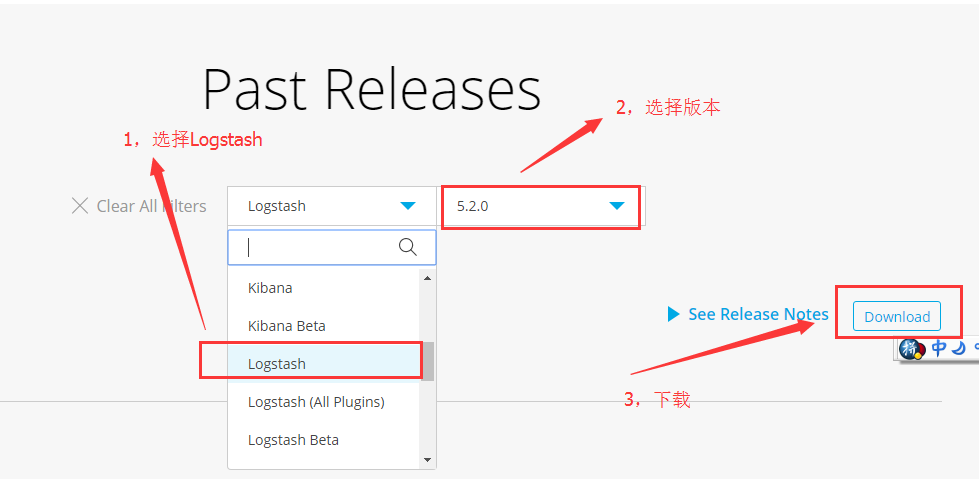 Past Releases
2，选择版本
1，选择Logstash
Clear All Filters
Logstash
5.2.0
Kibana
Kibana Beta
Logstash
Logstash (All Plugins)
Logstash Beta
See Release Notes
Download
中
3，下载